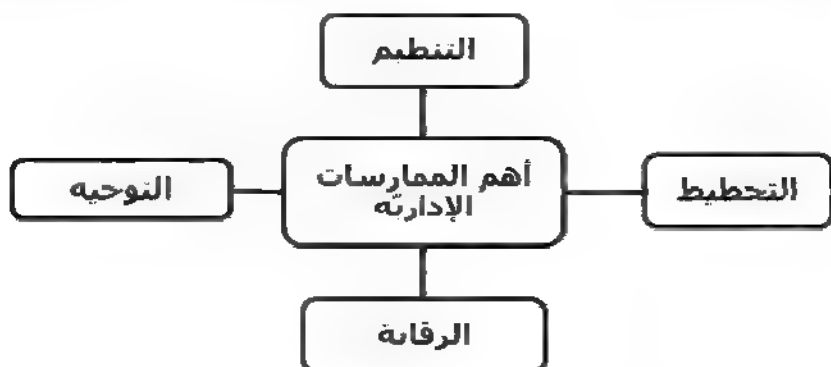 التنظيم
أهم الممارسات
الإداريّه
التخطيط
التوجيه
الرقابة